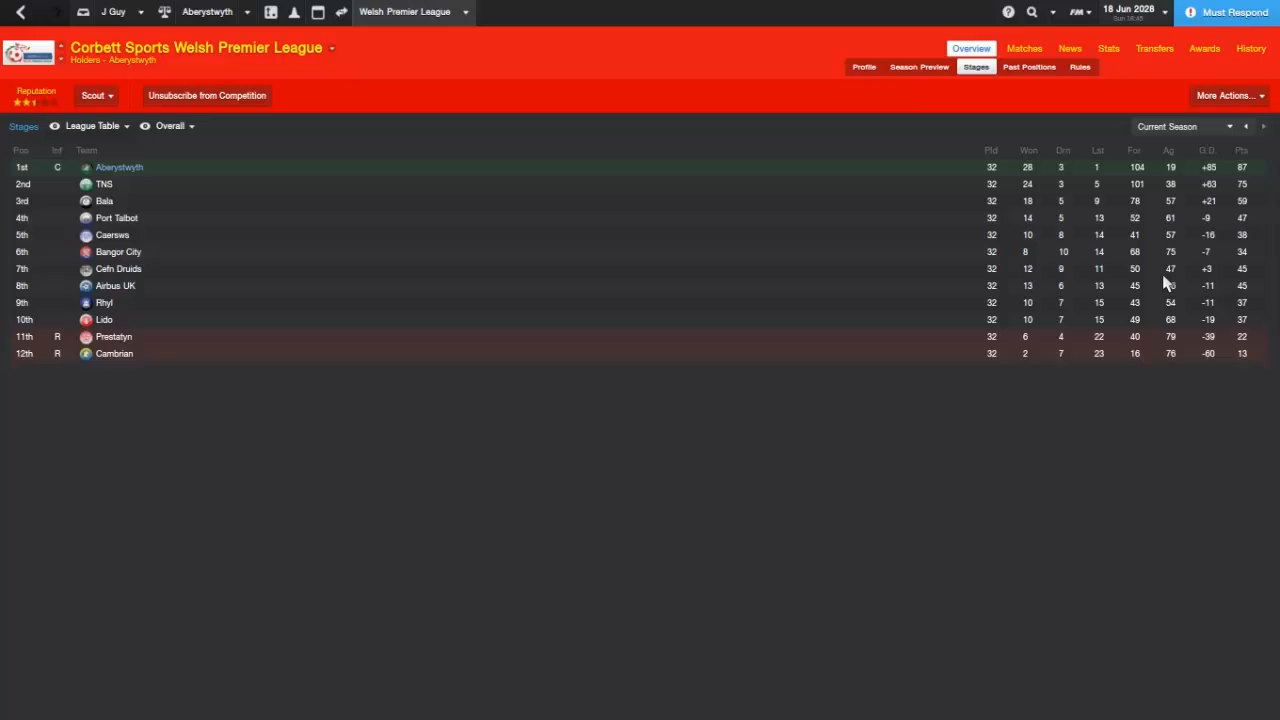 J Guy Aberystwyth Welsh Premier League FM 18 Jun 2028 Must Respond
Sun 18:45
Corbett Sports Welsh Premier League
Holders - Aberystwyth
Overview Matches News Stats Transfers Awards History
Profile Season Preview Stages Past Positions Rules
Reputation
Scout Unsubscribe from Competition More Actions...
Stages League Table Overall Current Season
Pos Inf Team Pld Won Drn Lst For Ag G.D. Pts
1st C Aberystwyth 32 28 3 1 104 19 +85 87
2nd TNS 32 24 3 5 101 38 +63 75
3rd Bala 32 18 5 9 78 57 +21 59
4th Port Talbot 32 14 5 13 52 61 -9 47
5th Caersws 32 10 8 14 41 57 -16 38
6th Bangor City 32 8 10 14 68 75 -7 34
7th Cefn Druids 32 12 9 11 50 47 +3 45
8th Airbus UK 32 13 6 13 45 -11 45
9th Rhyl 32 10 7 15 43 54 -11 37
10th Lido 32 10 7 15 49 68 -19 37
11th R Prestatyn 32 6 4 22 40 79 -39 22
12th R Cambrian 32 2 7 23 16 76 -60 13